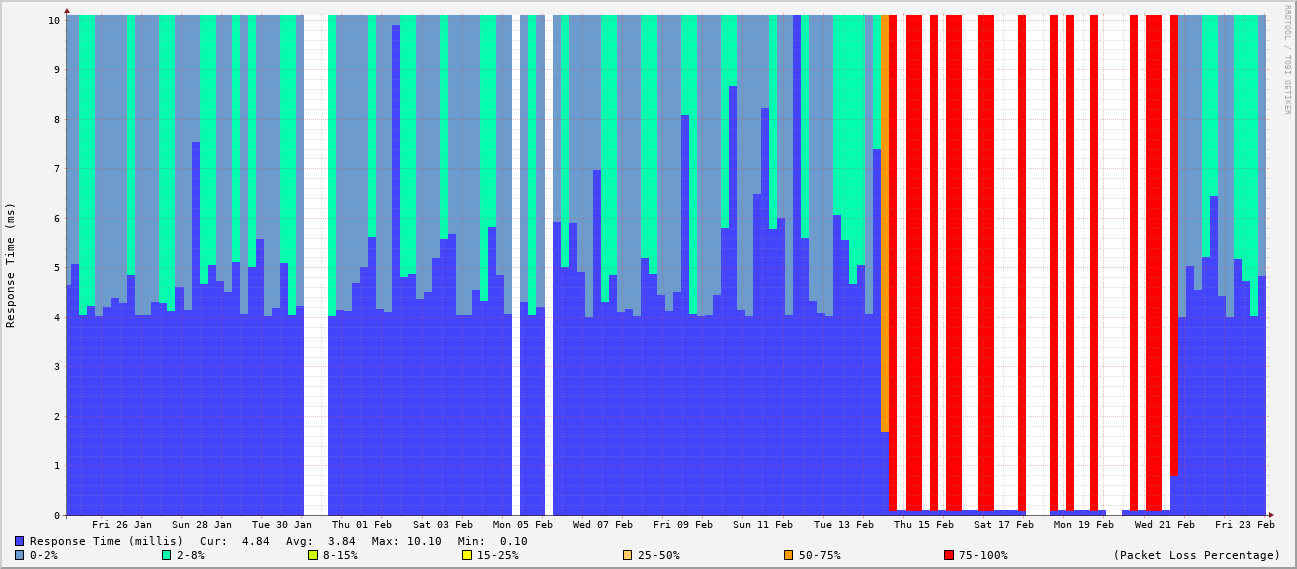 RRDTOOL / TOBI OETIKER
Response Time (ms)
10
9
8
7
6
5
4
3
2
1
0
Fri 26 Jan Sun 28 Jan Tue 30 Jan Thu 01 Feb Sat 03 Feb Mon 05 Feb Wed 07 Feb Fri 09 Feb Sun 11 Feb Tue 13 Feb Thu 15 Feb Sat 17 Feb Mon 19 Feb Wed 21 Feb Fri 23 Feb
Response Time (millis) Cur: 4.84 Avg: 3.84 Max: 10.10 Min: 0.10
0-2% 2-8% 8-15% 15-25% 25-50% 50-75% 75-100% (Packet Loss Percentage)